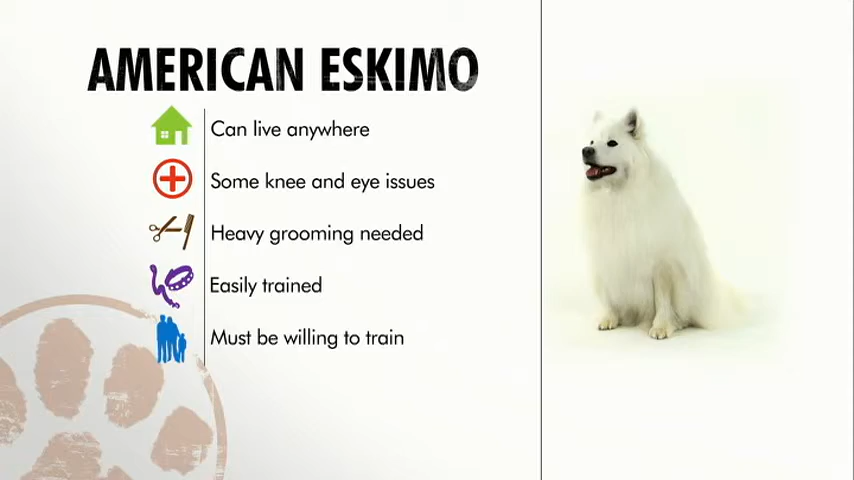 AMERICAN ESKIMO
Can live anywhere
Some knee and eye issues
Heavy grooming needed
Easily trained
Must be willing to train